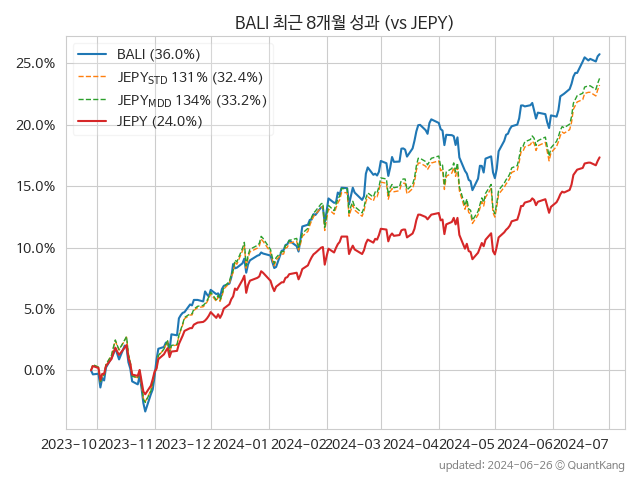 BALI 최근 8개월 성과 (vs JEPY)
BALI (36.0%)
JEPYSTD 131% (32.4%)
JEPYMDD 134% (33.2%)
JEPY (24.0%)
25.0%
20.0%
15.0%
10.0%
5.0%
0.0%
2023-10 2023-11 2023-12 2024-01 2024-02 2024-03 2024-04 2024-05 2024-06 2024-07
updated: 2024-06-26 © QuantKang